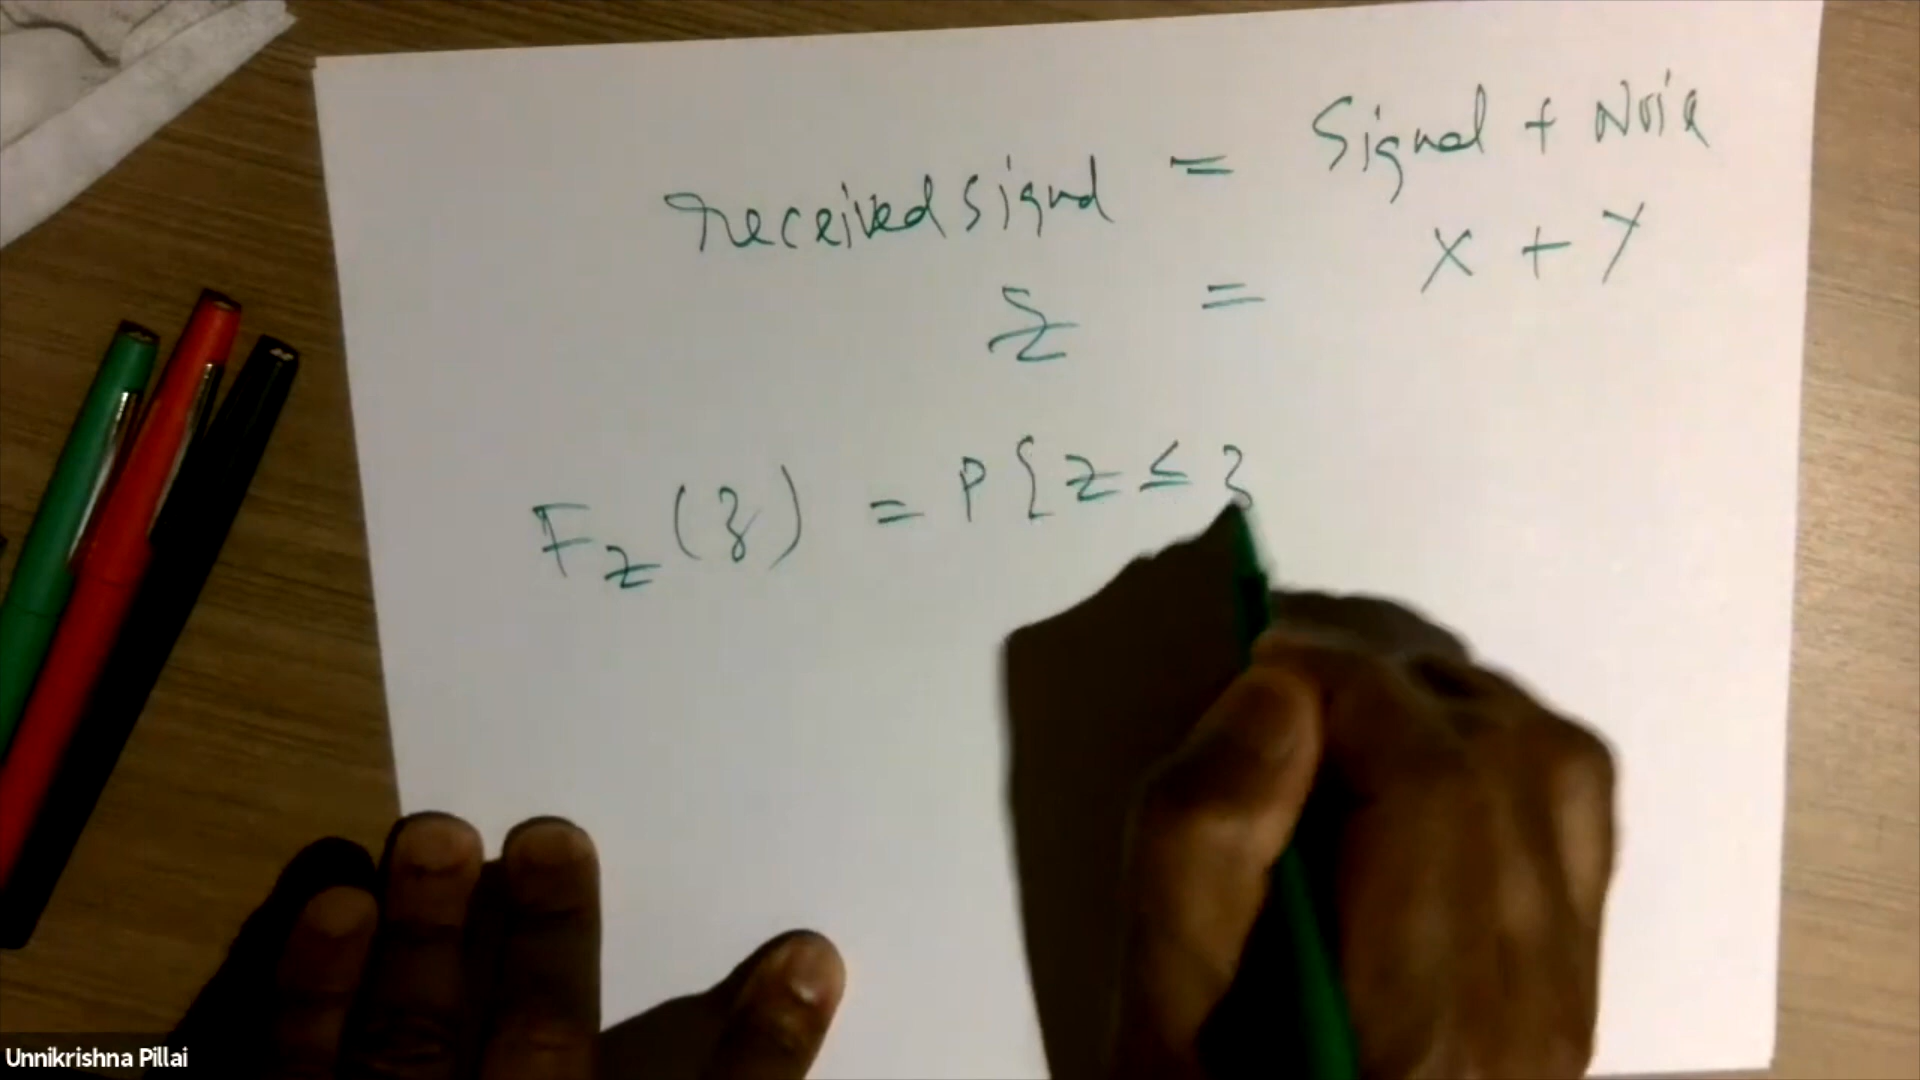 received signal = Signal + Noise
Z = X + Y
F_Z(z) = P{Z ≤ z
Unnikrishna Pillai